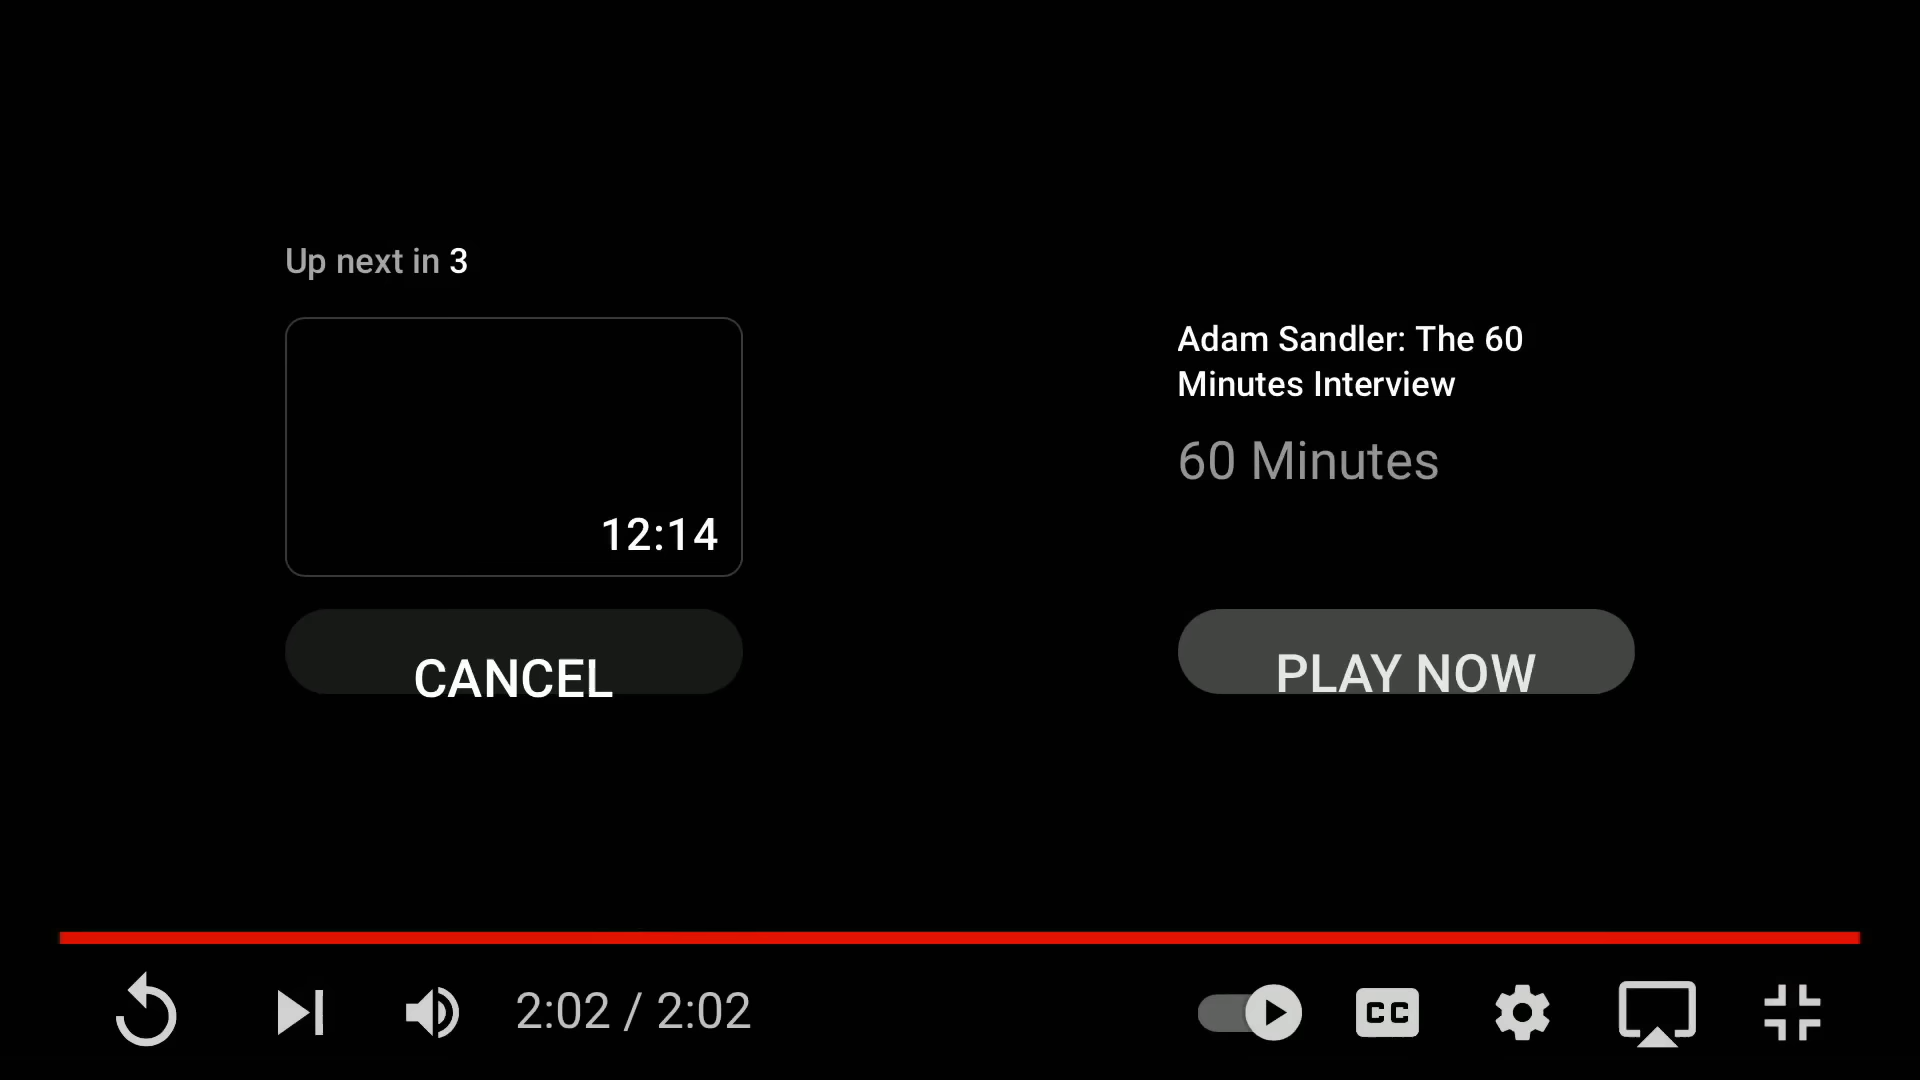 Up next in 3
12:14
Adam Sandler: The 60
Minutes Interview
60 Minutes
CANCEL
PLAY NOW
2:02 / 2:02
CC